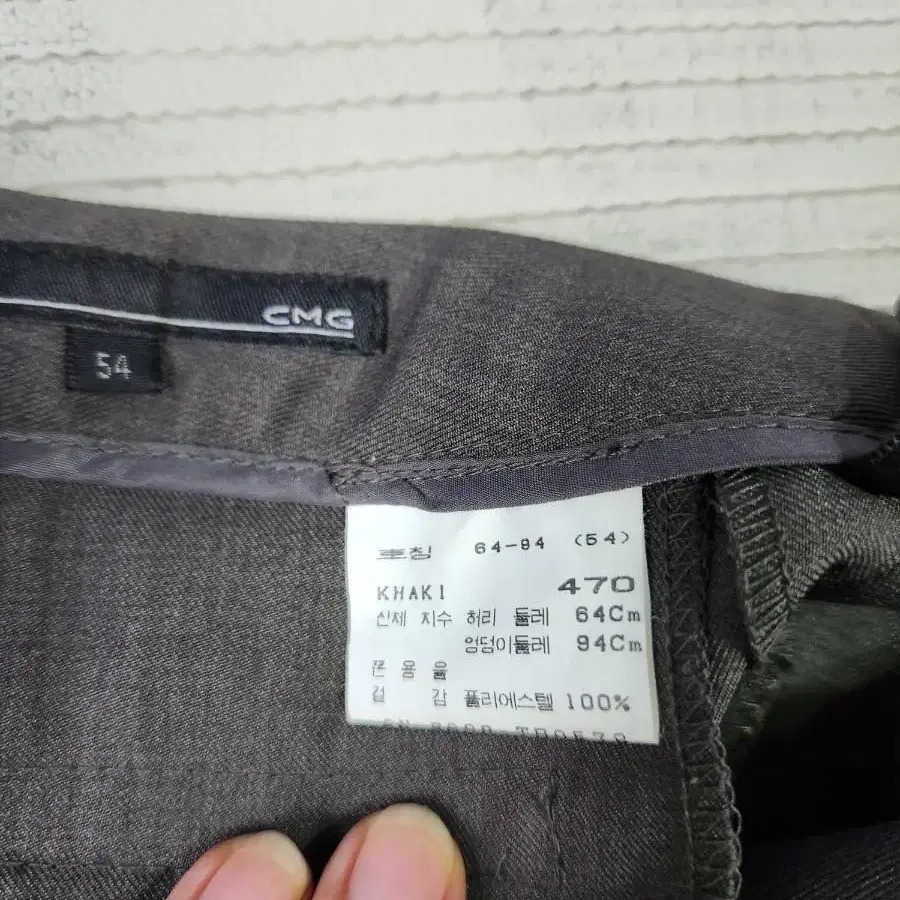 CMG
54
호칭 64-94 (54)
KHAKI 470
신체 치수 허리 둘레 64Cm
엉덩이둘레 94Cm
혼 용 율
겉 감 폴리에스텔 100%